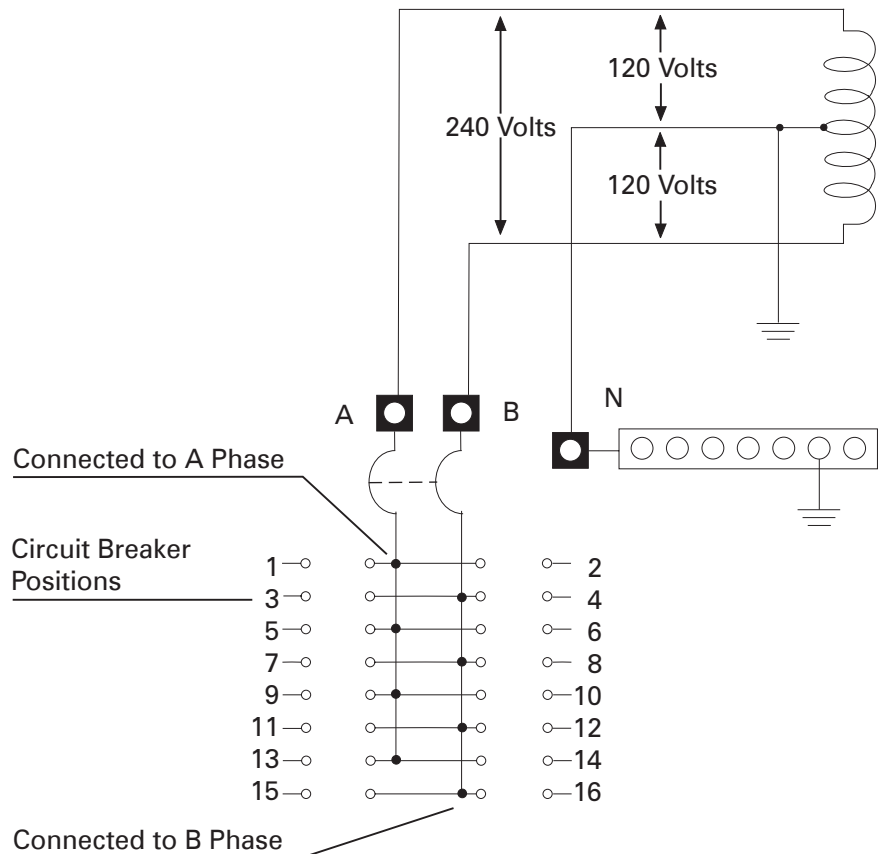 120 Volts
240 Volts
120 Volts
A
B
N
Connected to A Phase
Circuit Breaker
Positions
1
2
3
4
5
6
7
8
9
10
11
12
13
14
15
16
Connected to B Phase